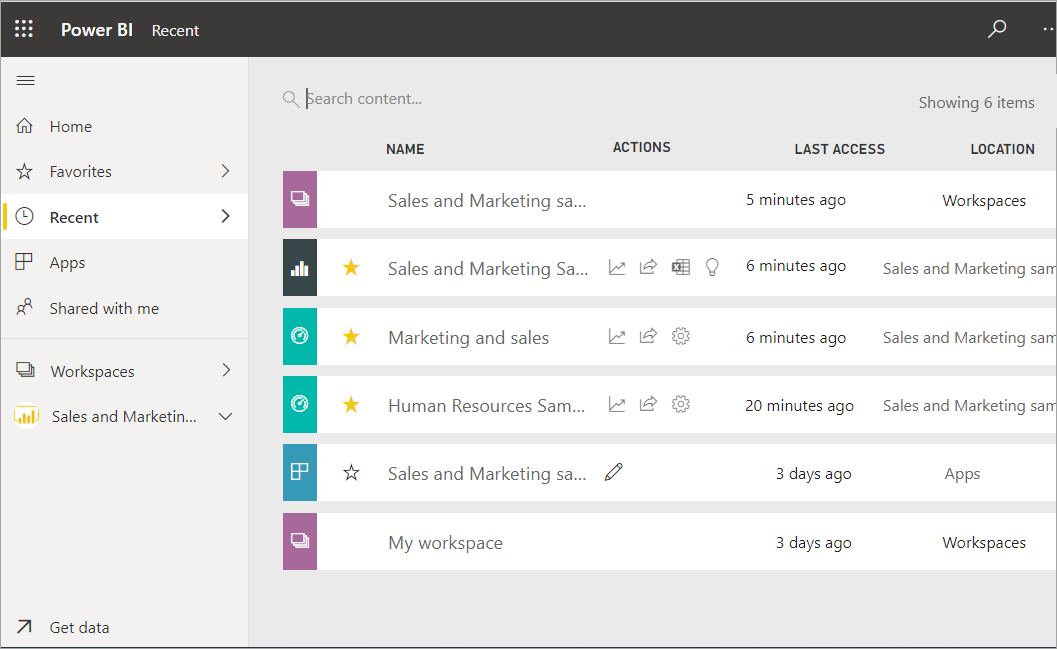 Power BI Recent
Home
Favorites
Recent
Apps
Shared with me
Workspaces
Sales and Marketin...
Get data
Search content...
Showing 6 items
NAME ACTIONS LAST ACCESS LOCATION
Sales and Marketing sa... 5 minutes ago Workspaces
Sales and Marketing Sa... 6 minutes ago Sales and Marketing sam
Marketing and sales 6 minutes ago Sales and Marketing sam
Human Resources Sam... 20 minutes ago Sales and Marketing sam
Sales and Marketing sa... 3 days ago Apps
My workspace 3 days ago Workspaces